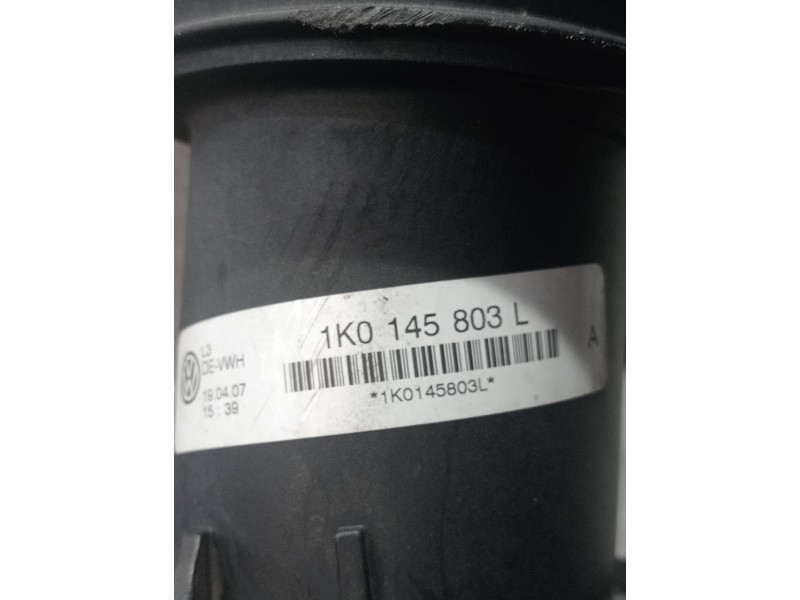 1K0 145 803 L
A
L3
DE-VWH
19.04.07
15 : 39
*1K0145803L*